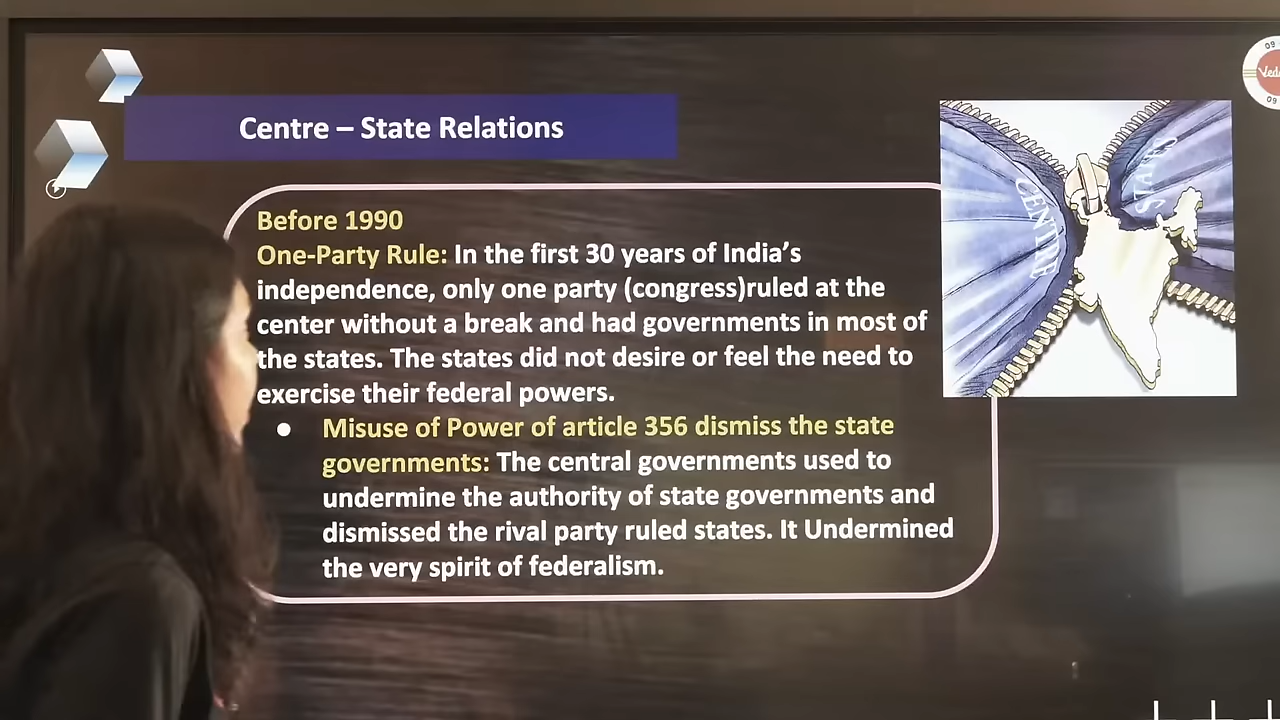 Centre – State Relations
Before 1990
One-Party Rule: In the first 30 years of India’s
independence, only one party (congress)ruled at the
center without a break and had governments in most of
the states. The states did not desire or feel the need to
exercise their federal powers.
● Misuse of Power of article 356 dismiss the state
governments: The central governments used to
undermine the authority of state governments and
dismissed the rival party ruled states. It Undermined
the very spirit of federalism.
CENTRE
09
09